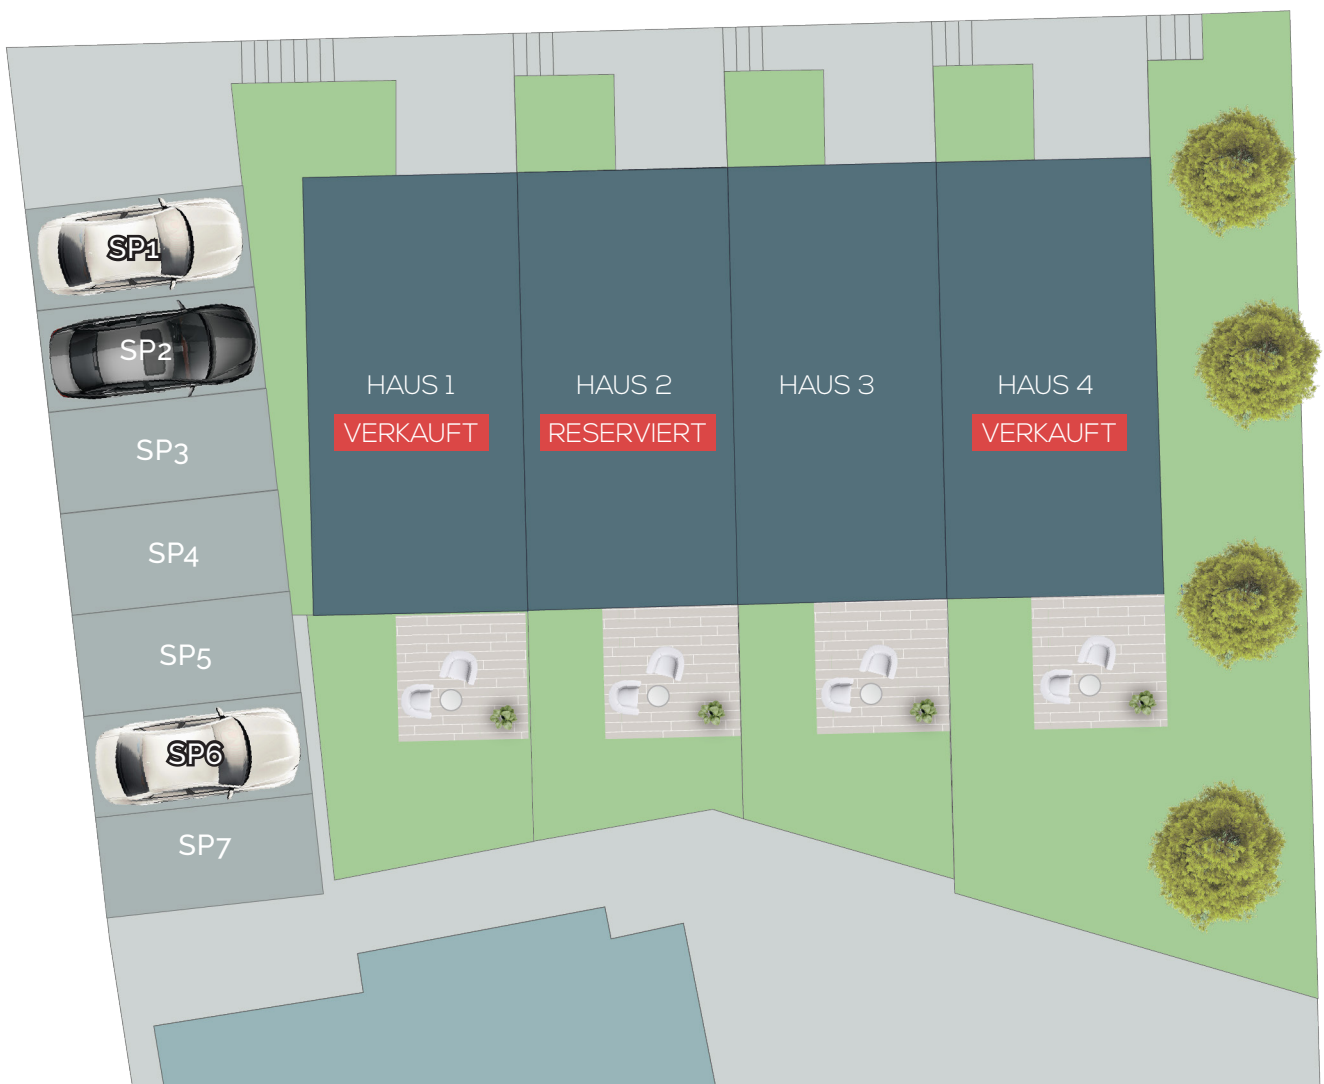 SP1
SP2
SP3
SP4
SP5
SP6
SP7
HAUS 1
VERKAUFT
HAUS 2
RESERVIERT
HAUS 3
HAUS 4
VERKAUFT